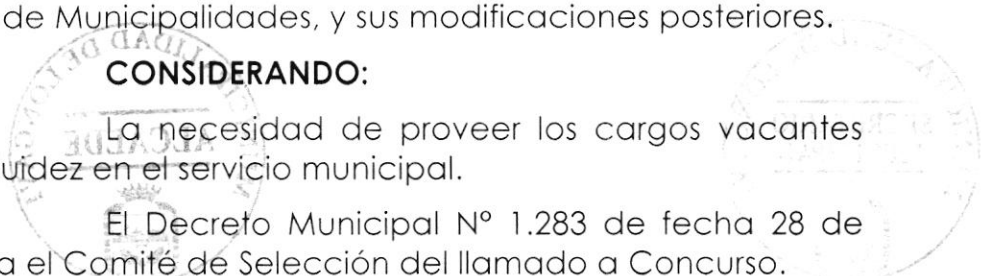 de Municipalidades, y sus modificaciones posteriores.
CONSIDERANDO:
La necesidad de proveer los cargos vacantes
uidez en el servicio municipal.
El Decreto Municipal Nº 1.283 de fecha 28 de
a el Comité de Selección del llamado a Concurso.